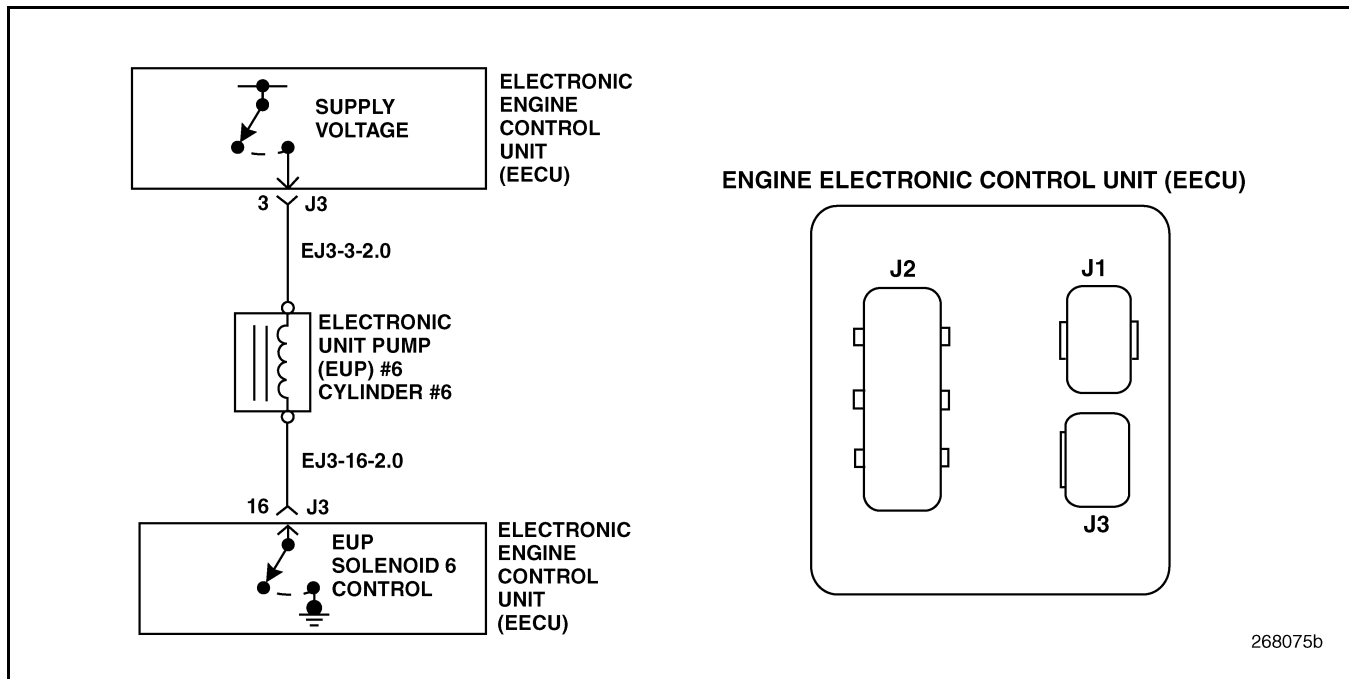 SUPPLY
VOLTAGE
ELECTRONIC
ENGINE
CONTROL
UNIT
(EECU)
3 J3
EJ3-3-2.0
ELECTRONIC
UNIT PUMP
(EUP) #6
CYLINDER #6
EJ3-16-2.0
16 J3
EUP
SOLENOID 6
CONTROL
ELECTRONIC
ENGINE
CONTROL
UNIT
(EECU)
ENGINE ELECTRONIC CONTROL UNIT (EECU)
J2
J1
J3
268075b